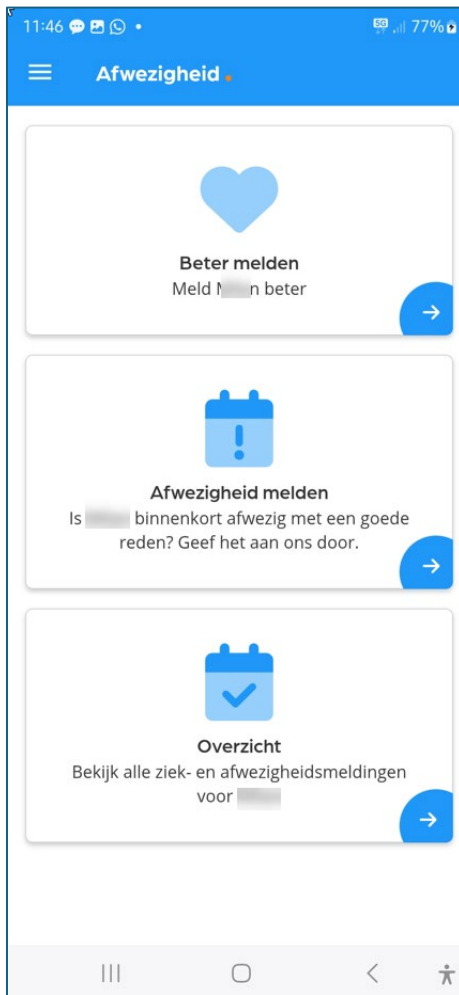 11:46
5G 77%
Afwezigheid.
Beter melden
Meld beter
Afwezigheid melden
Is binnenkort afwezig met een goede
reden? Geef het aan ons door.
Overzicht
Bekijk alle ziek- en afwezigheidsmeldingen
voor